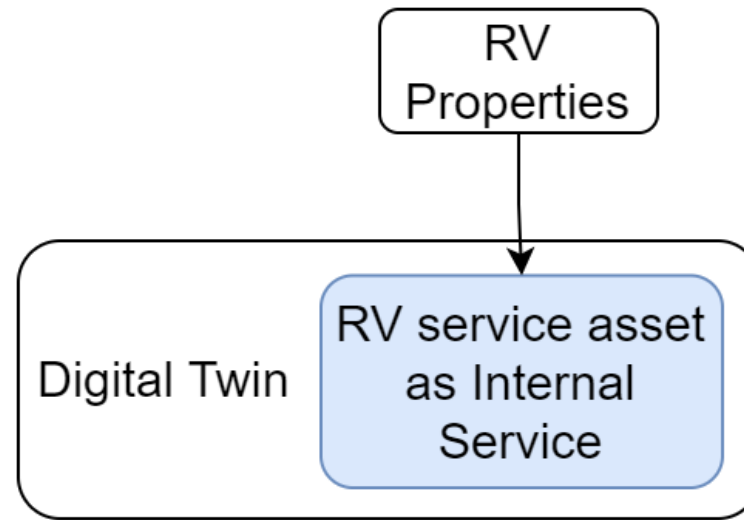 RV
Properties
Digital Twin
RV service asset
as Internal
Service